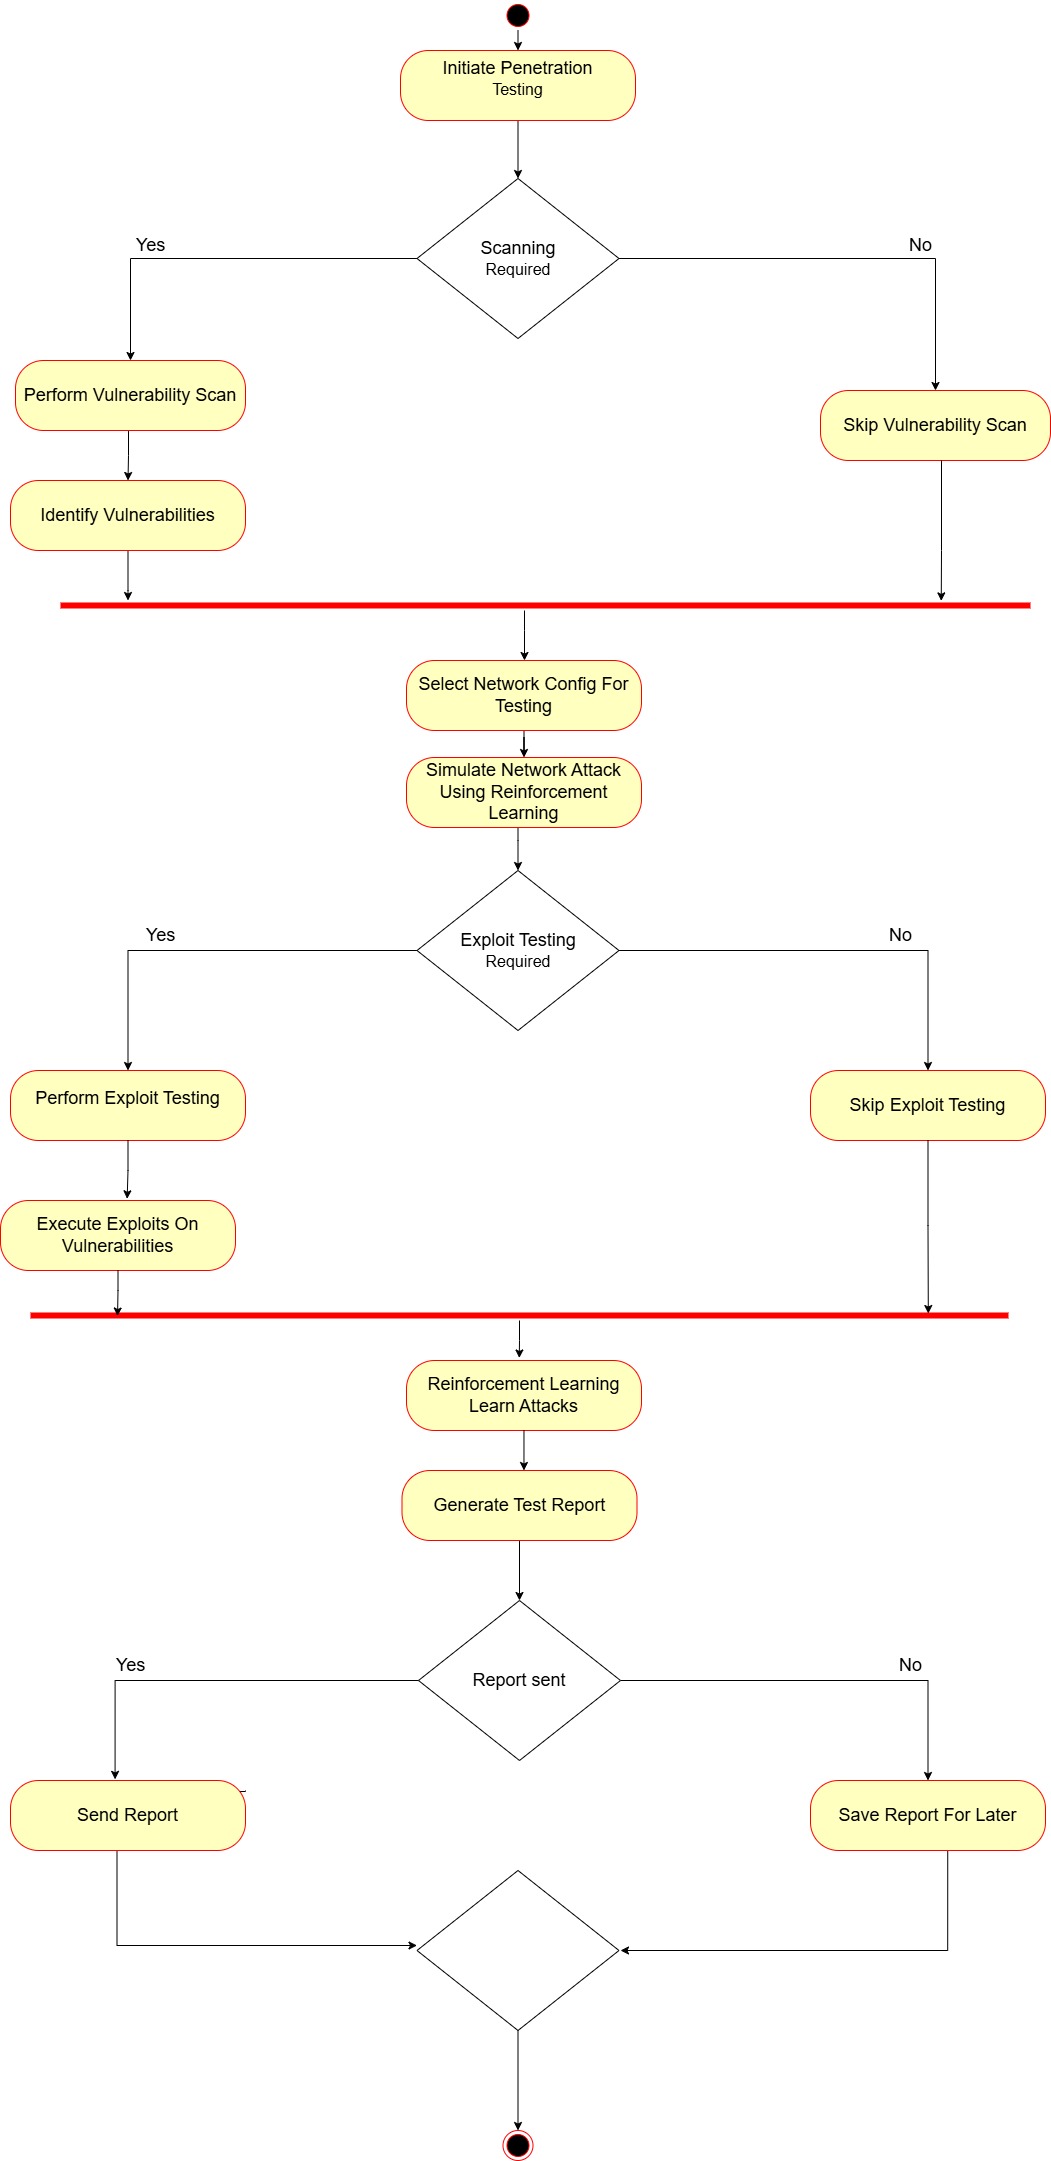 Initiate Penetration
Testing
Scanning
Required
Yes
No
Perform Vulnerability Scan
Skip Vulnerability Scan
Identify Vulnerabilities
Select Network Config For
Testing
Simulate Network Attack
Using Reinforcement
Learning
Exploit Testing
Required
Yes
No
Perform Exploit Testing
Skip Exploit Testing
Execute Exploits On
Vulnerabilities
Reinforcement Learning
Learn Attacks
Generate Test Report
Report sent
Yes
No
Send Report
Save Report For Later